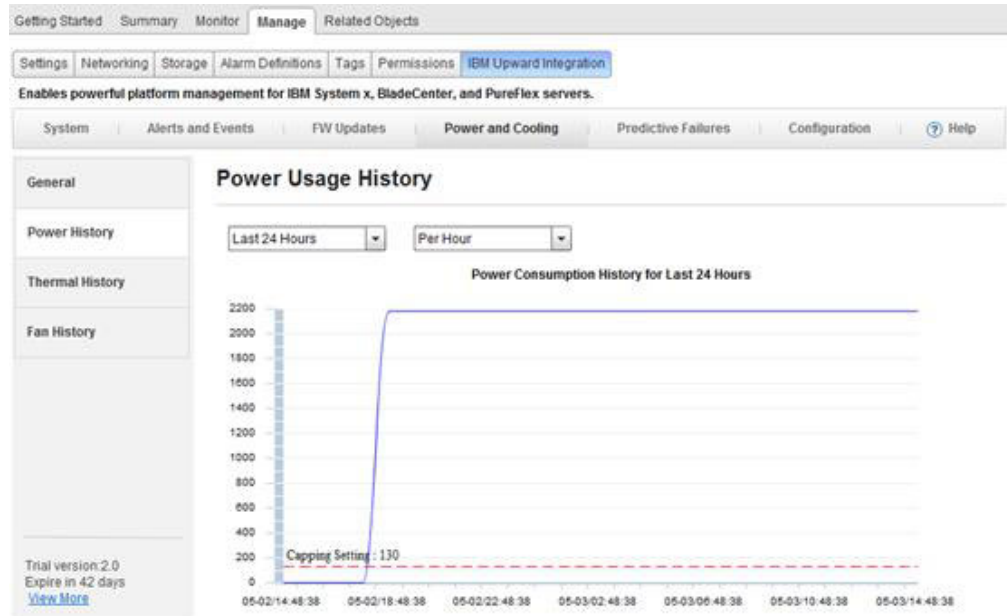 Getting Started Summary Monitor Manage Related Objects
Settings Networking Storage Alarm Definitions Tags Permissions IBM Upward Integration
Enables powerful platform management for IBM System x, BladeCenter, and PureFlex servers.
System Alerts and Events FW Updates Power and Cooling Predictive Failures Configuration ? Help
General
Power History
Thermal History
Fan History
Trial version:2.0
Expire in 42 days
View More
Power Usage History
Last 24 Hours Per Hour
Power Consumption History for Last 24 Hours
2200
2000
1800
1600
1400
1200
1000
800
600
400
200
0
Capping Setting : 130
05-02/14:48:38 05-02/18:48:38 05-02/22:48:38 05-03/02:48:38 05-03/06:48:38 05-03/10:48:38 05-03/14:48:38